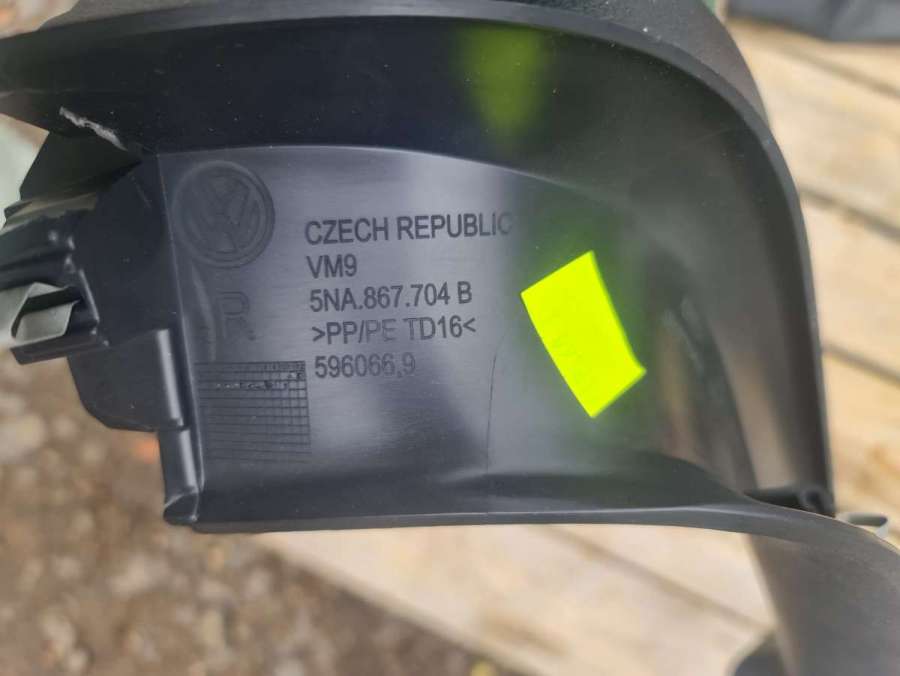 CZECH REPUBLIC
VM9
5NA.867.704 B
R
>PP/PE TD16<
596066,9